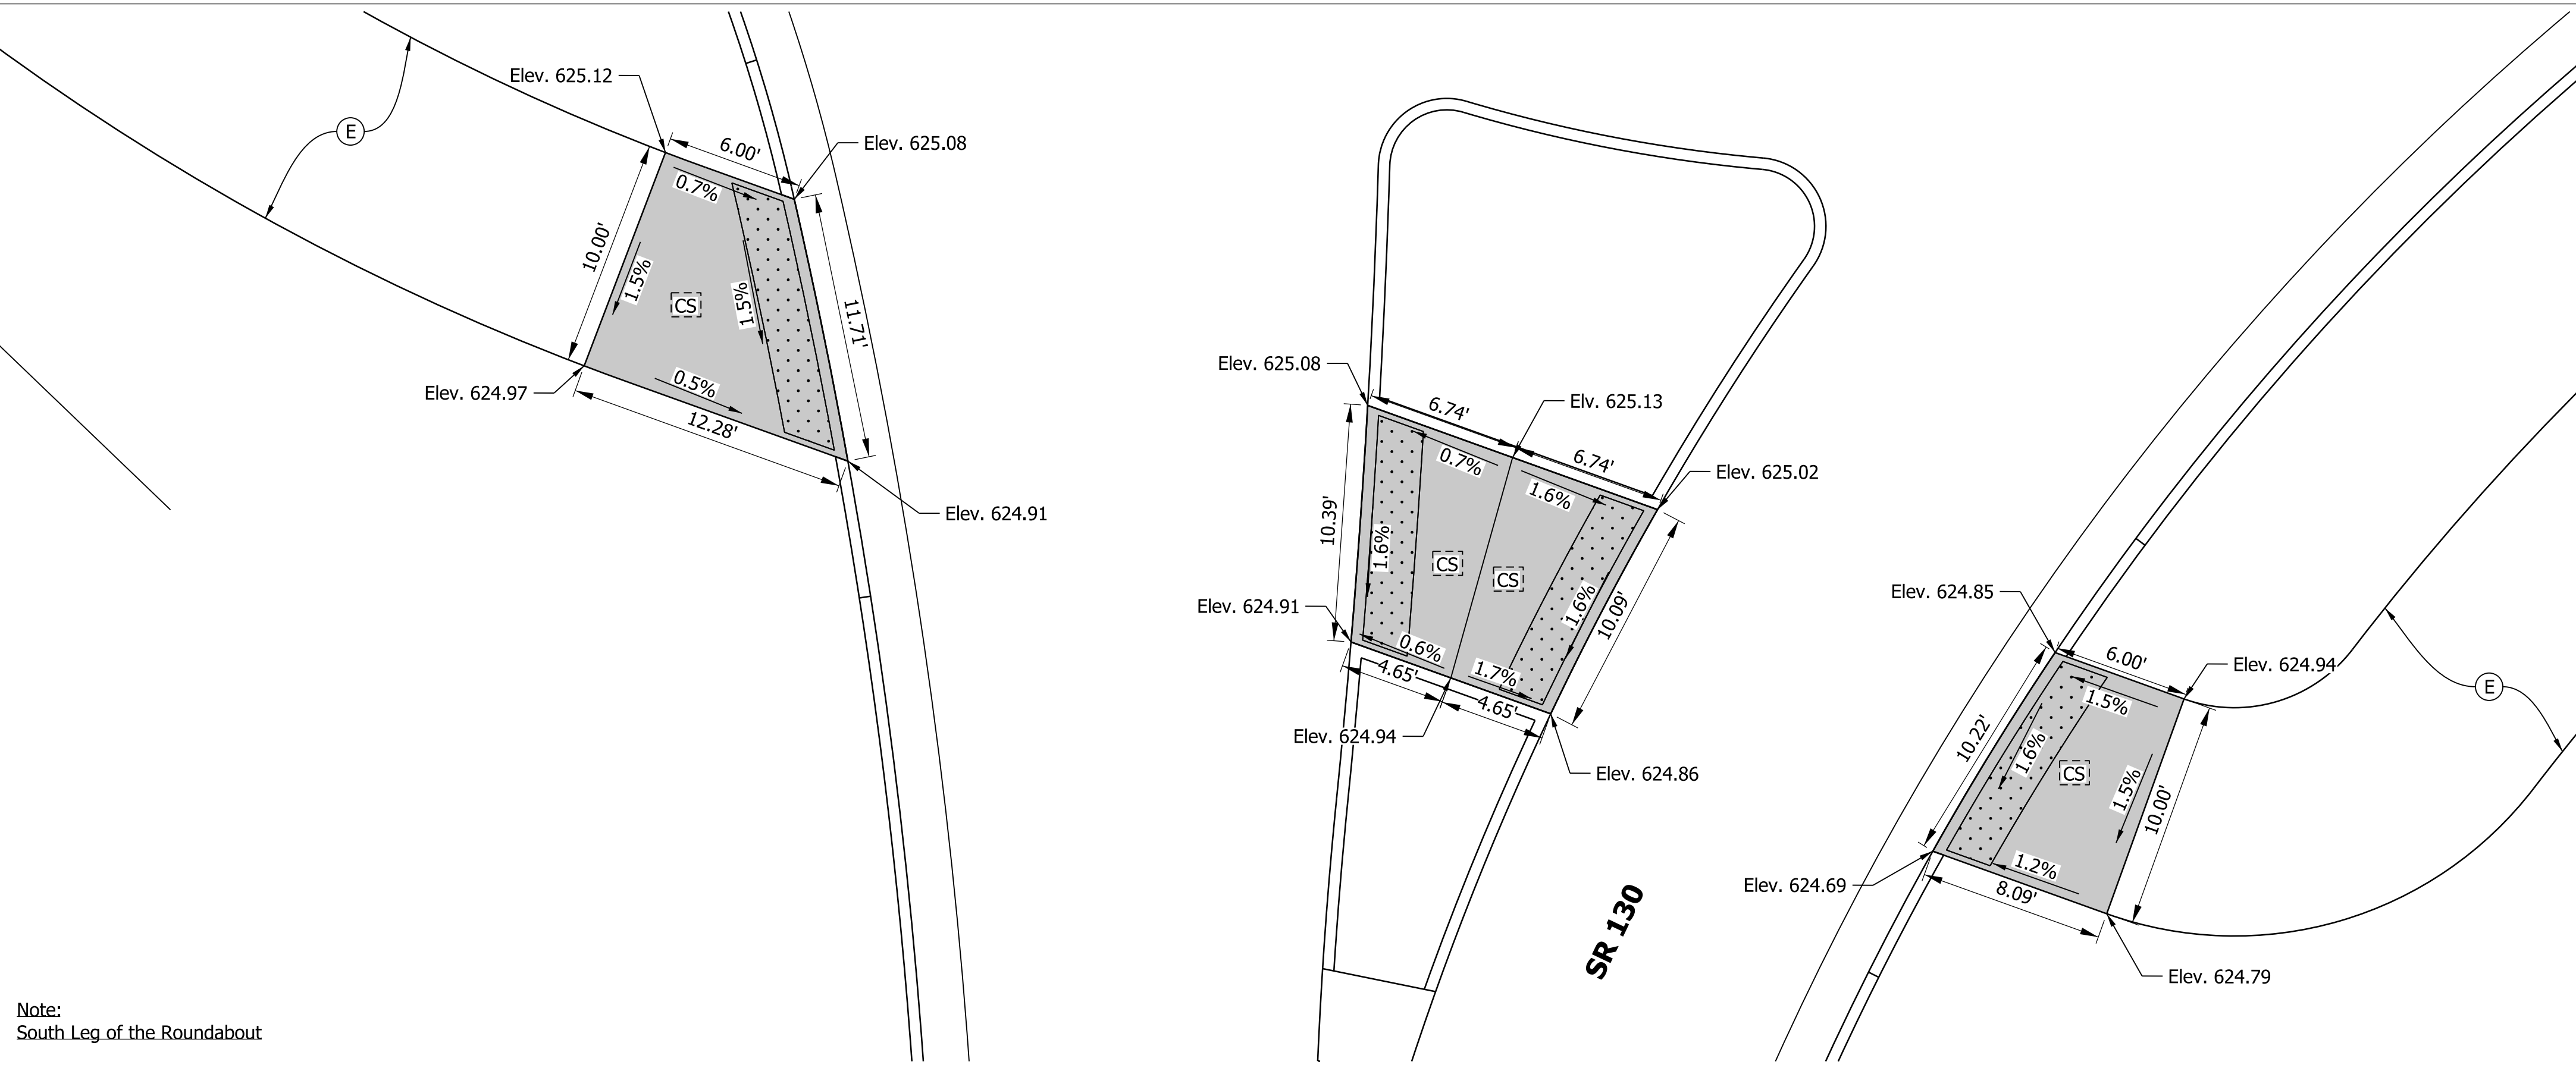 Elev. 625.12
E
6.00'
Elev. 625.08
0.7%
10.00'
1.5%
CS
1.5%
11.71'
0.5%
Elev. 624.97
12.28'
Elev. 624.91
Elev. 625.08
6.74'
Elv. 625.13
0.7%
6.74'
Elev. 625.02
1.6%
10.39'
1.6%
CS
CS
1.6%
10.09'
Elev. 624.91
0.6%
4.65'
1.7%
4.65'
Elev. 624.94
Elev. 624.86
SR 130
Elev. 624.85
6.00'
Elev. 624.94
E
1.5%
10.22'
1.6%
CS
1.5%
10.00'
1.2%
Elev. 624.69
8.09'
Elev. 624.79
Note:
South Leg of the Roundabout